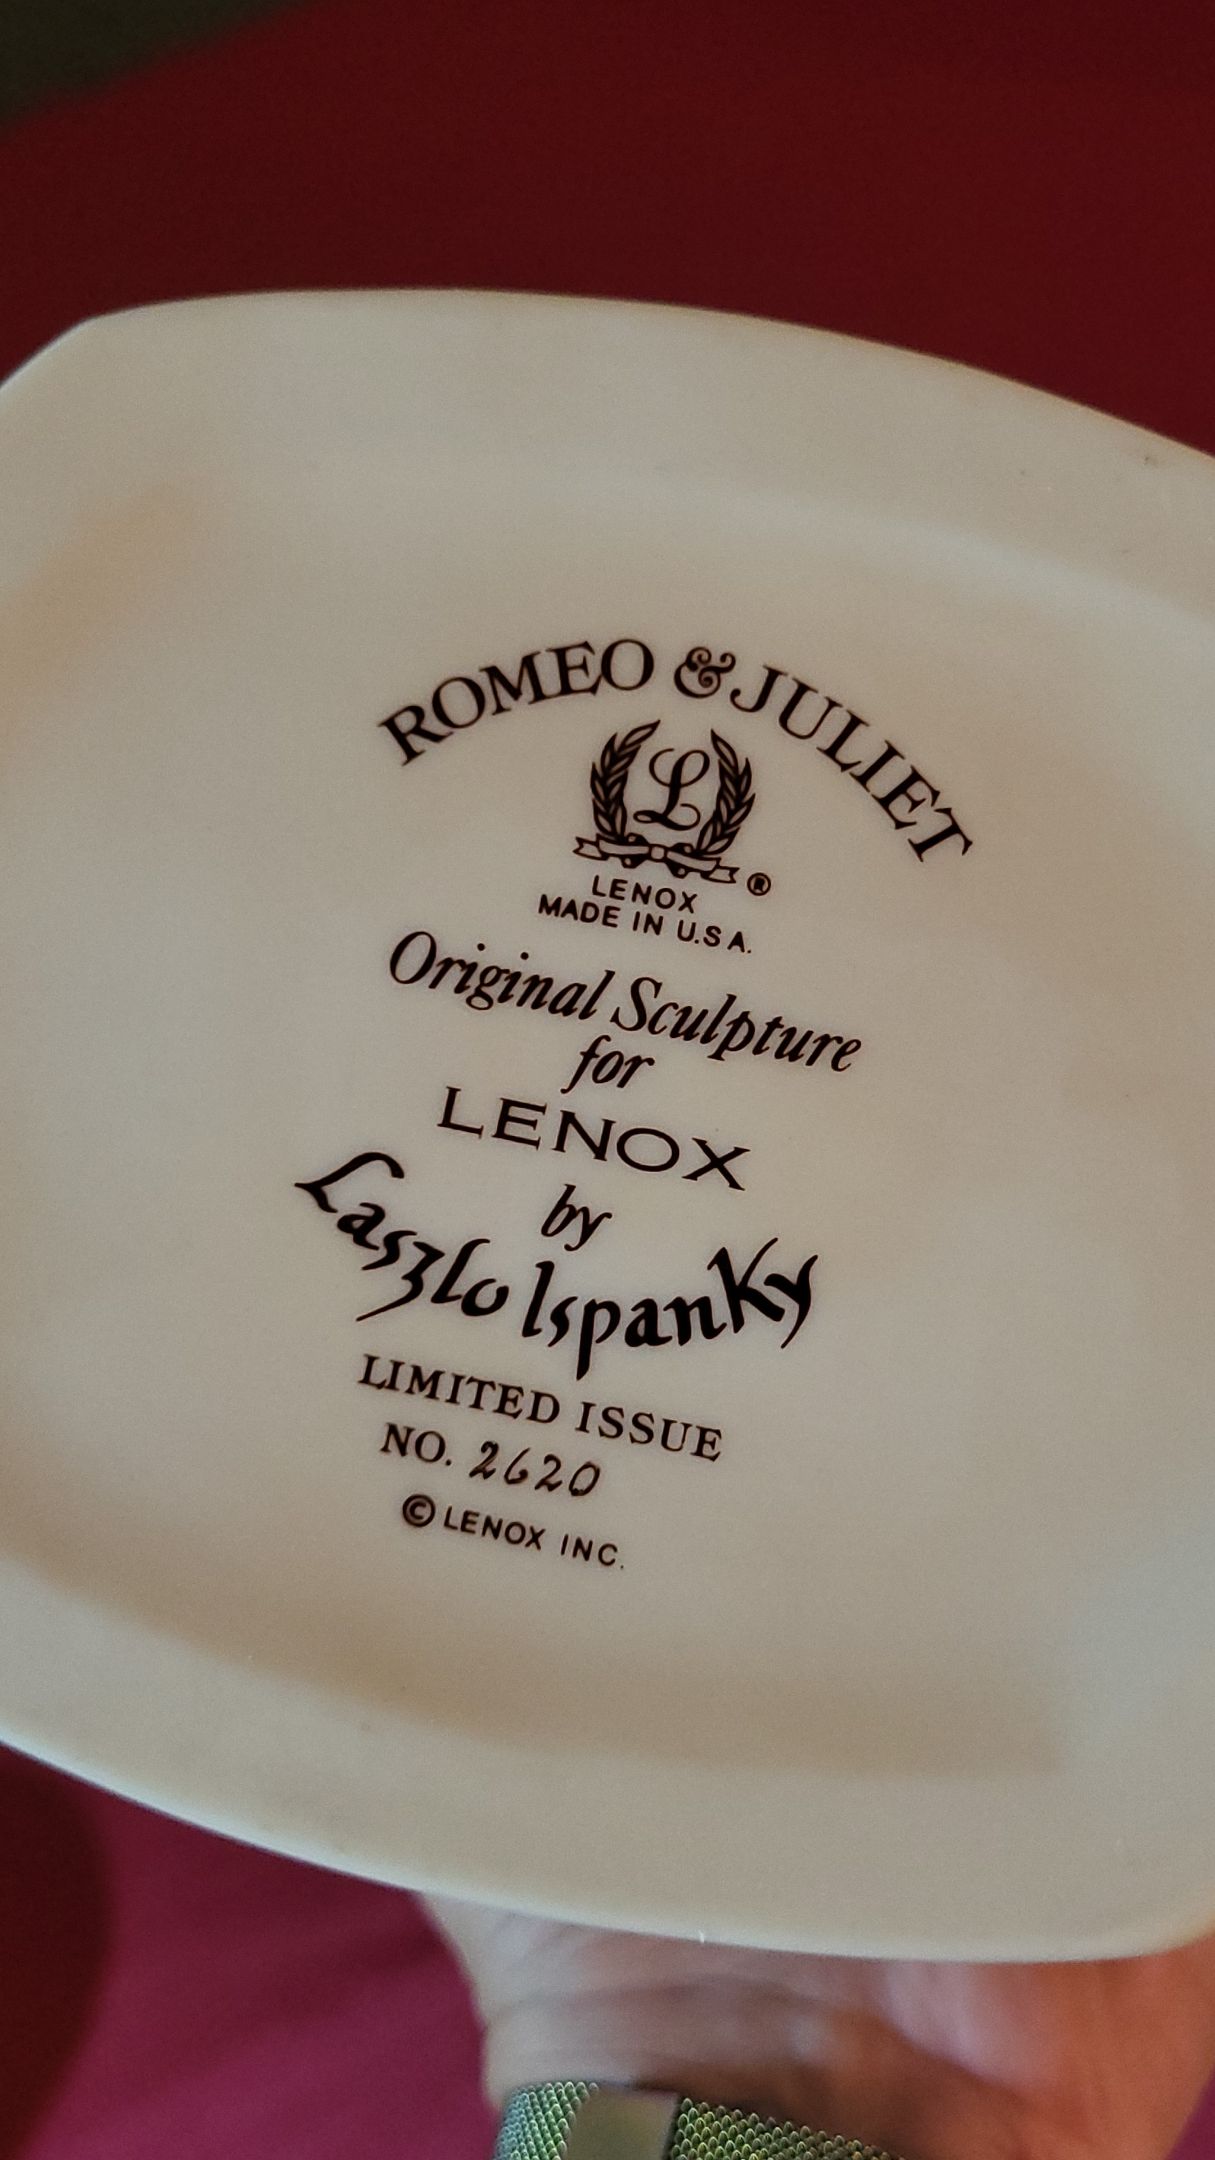 ROMEO & JULIET
L
®
LENOX
MADE IN U.S.A.
Original Sculpture
for
LENOX
by
Laszlo Ispanky
LIMITED ISSUE
NO. 2620
© LENOX INC.